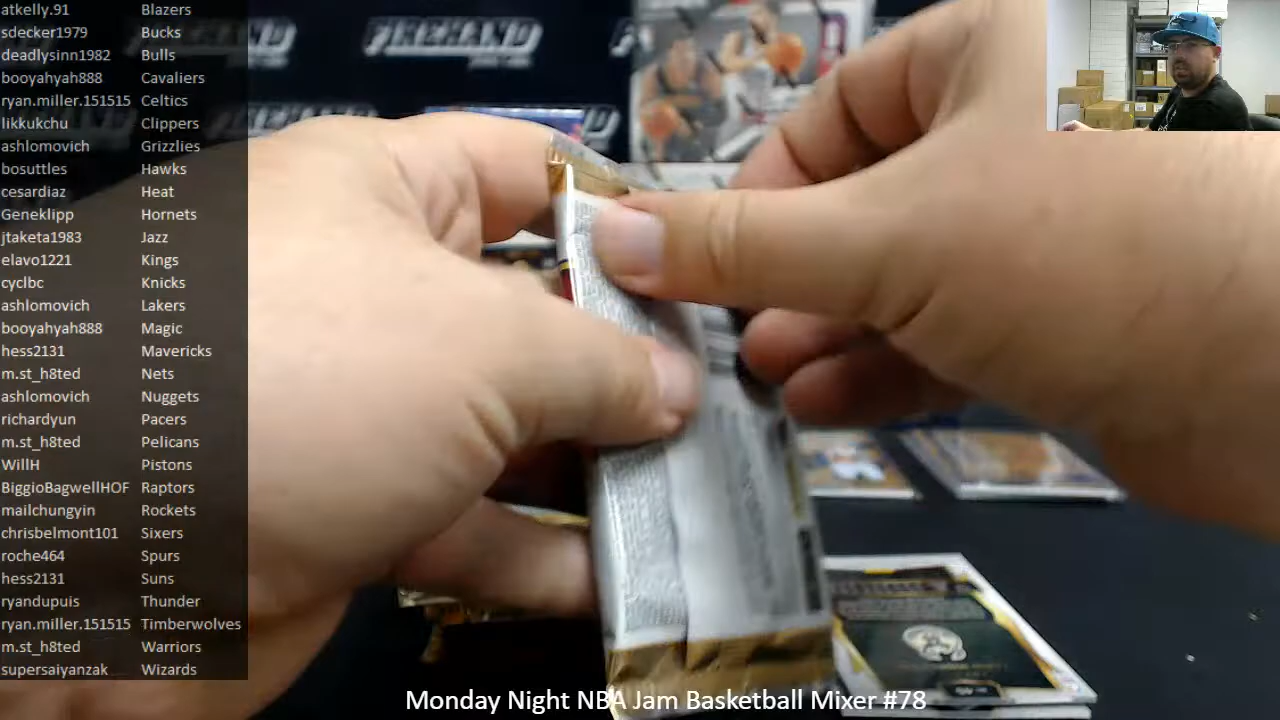 atkelly.91 Blazers
sdecker1979 Bucks
deadlysinn1982 Bulls
booyahyah888 Cavaliers
ryan.miller.151515 Celtics
likkukchu Clippers
ashlomovich Grizzlies
bosuttles Hawks
cesardiaz Heat
Geneklipp Hornets
jtaketa1983 Jazz
elavo1221 Kings
cyclbc Knicks
ashlomovich Lakers
booyahyah888 Magic
hess2131 Mavericks
m.st_h8ted Nets
ashlomovich Nuggets
richardyun Pacers
m.st_h8ted Pelicans
WillH Pistons
BiggioBagwellHOF Raptors
mailchungyin Rockets
chrisbelmont101 Sixers
roche464 Spurs
hess2131 Suns
ryandupuis Thunder
ryan.miller.151515 Timberwolves
m.st_h8ted Warriors
supersaiyanzak Wizards
FIREHAND
Monday Night NBA Jam Basketball Mixer #78